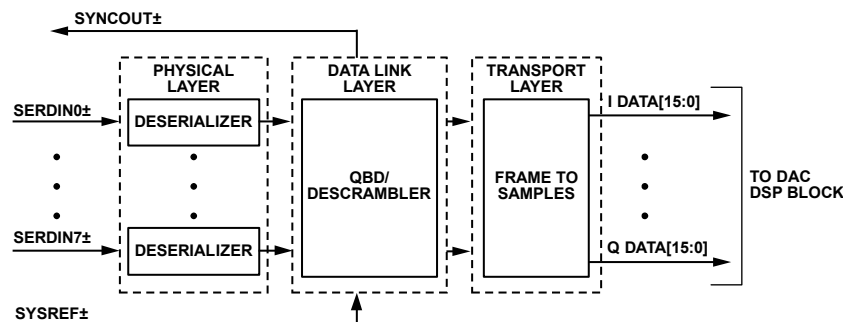 SYNCOUT±
PHYSICAL
LAYER
DATA LINK
LAYER
TRANSPORT
LAYER
SERDIN0±
DESERIALIZER
I DATA[15:0]
QBD/
DESCRAMBLER
FRAME TO
SAMPLES
TO DAC
DSP BLOCK
SERDIN7±
DESERIALIZER
Q DATA[15:0]
SYSREF±